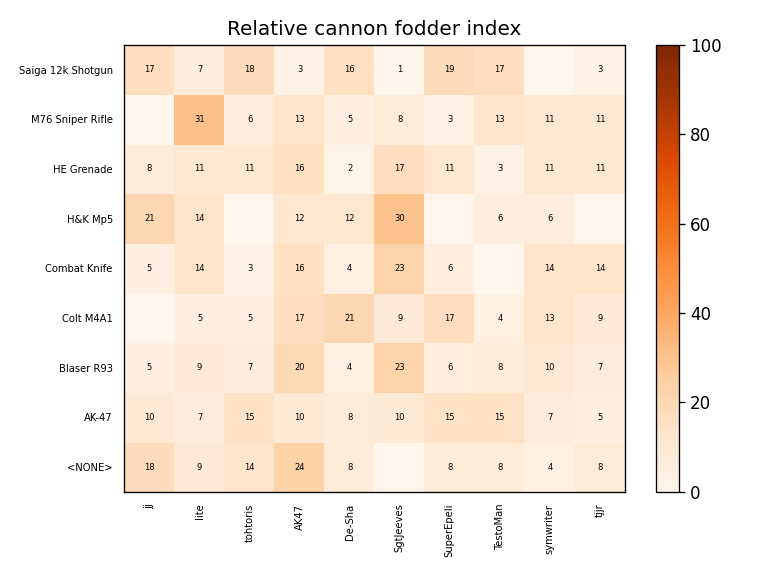 Relative cannon fodder index
Saiga 12k Shotgun 17 7 18 3 16 1 19 17 3
M76 Sniper Rifle 31 6 13 5 8 3 13 11 11
HE Grenade 8 11 11 16 2 17 11 3 11 11
H&K Mp5 21 14 12 12 30 6 6
Combat Knife 5 14 3 16 4 23 6 14 14
Colt M4A1 5 5 17 21 9 17 4 13 9
Blaser R93 5 9 7 20 4 23 6 8 10 7
AK-47 10 7 15 10 8 10 15 15 7 5
<NONE> 18 9 14 24 8 8 8 4 8
jj
lite
tohtoris
AK47
De-Sha
SgtJeeves
SuperEpeli
TestoMan
symwriter
tjjr
100
80
60
40
20
0